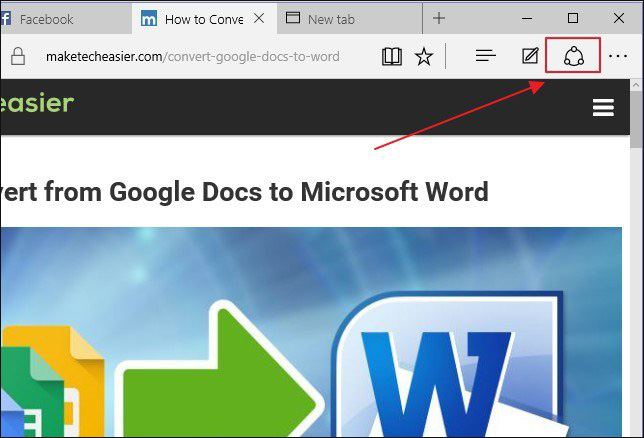 Facebook
How to Conve
New tab
maketecheasier.com/convert-google-docs-to-word
easier
vert from Google Docs to Microsoft Word
W